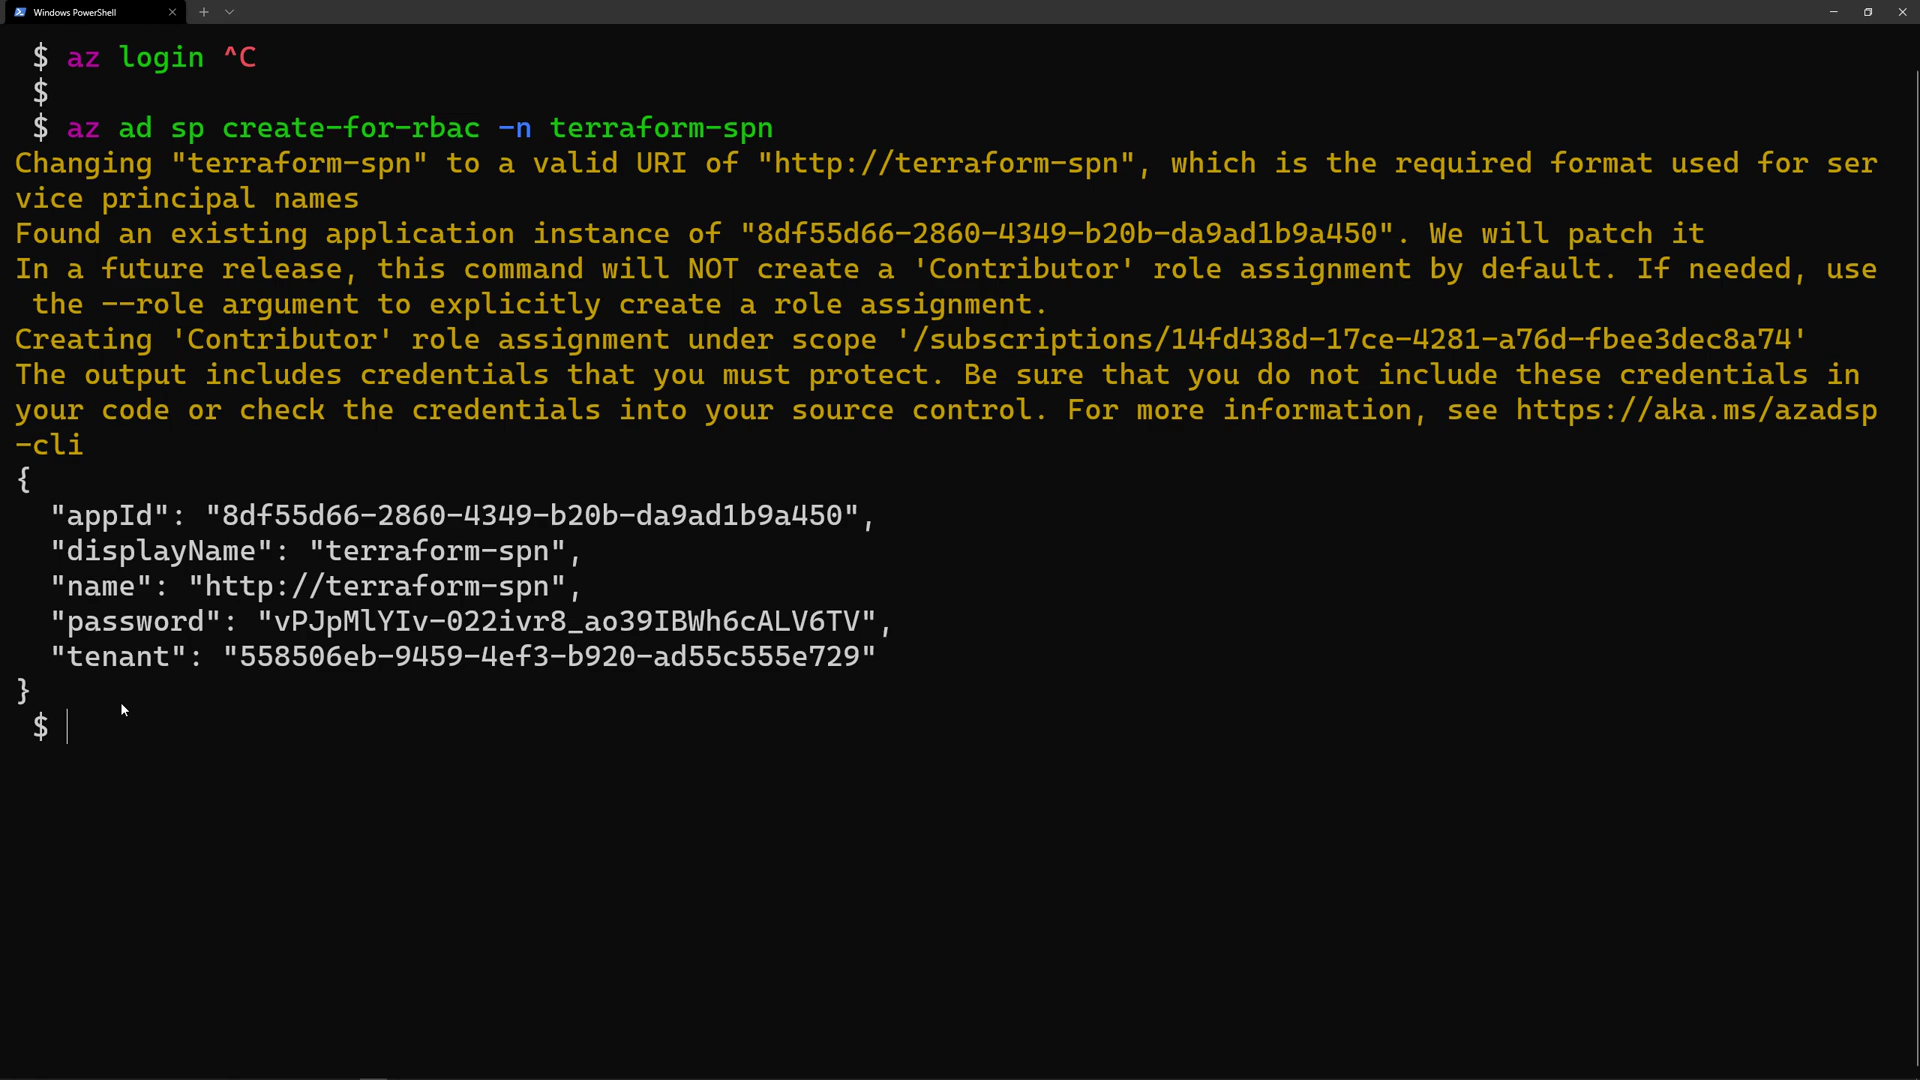 Windows PowerShell
$ az login ^C
$
$ az ad sp create-for-rbac -n terraform-spn
Changing "terraform-spn" to a valid URI of "http://terraform-spn", which is the required format used for ser
vice principal names
Found an existing application instance of "8df55d66-2860-4349-b20b-da9ad1b9a450". We will patch it
In a future release, this command will NOT create a 'Contributor' role assignment by default. If needed, use
 the --role argument to explicitly create a role assignment.
Creating 'Contributor' role assignment under scope '/subscriptions/14fd438d-17ce-4281-a76d-fbee3dec8a74'
The output includes credentials that you must protect. Be sure that you do not include these credentials in
your code or check the credentials into your source control. For more information, see https://aka.ms/azadsp
-cli
{
  "appId": "8df55d66-2860-4349-b20b-da9ad1b9a450",
  "displayName": "terraform-spn",
  "name": "http://terraform-spn",
  "password": "vPJpMlYIv-022ivr8_ao39IBWh6cALV6TV",
  "tenant": "558506eb-9459-4ef3-b920-ad55c555e729"
}
$